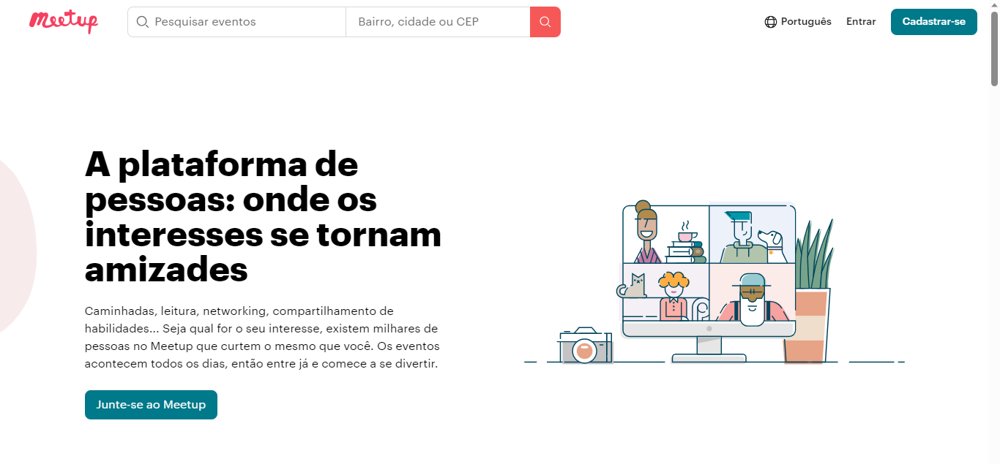 Meetup
Pesquisar eventos
Bairro, cidade ou CEP
Português
Entrar
Cadastrar-se
A plataforma de
pessoas: onde os
interesses se tornam
amizades
Caminhadas, leitura, networking, compartilhamento de
habilidades... Seja qual for o seu interesse, existem milhares de
pessoas no Meetup que curtem o mesmo que você. Os eventos
acontecem todos os dias, então entre já e comece a se divertir.
Junte-se ao Meetup